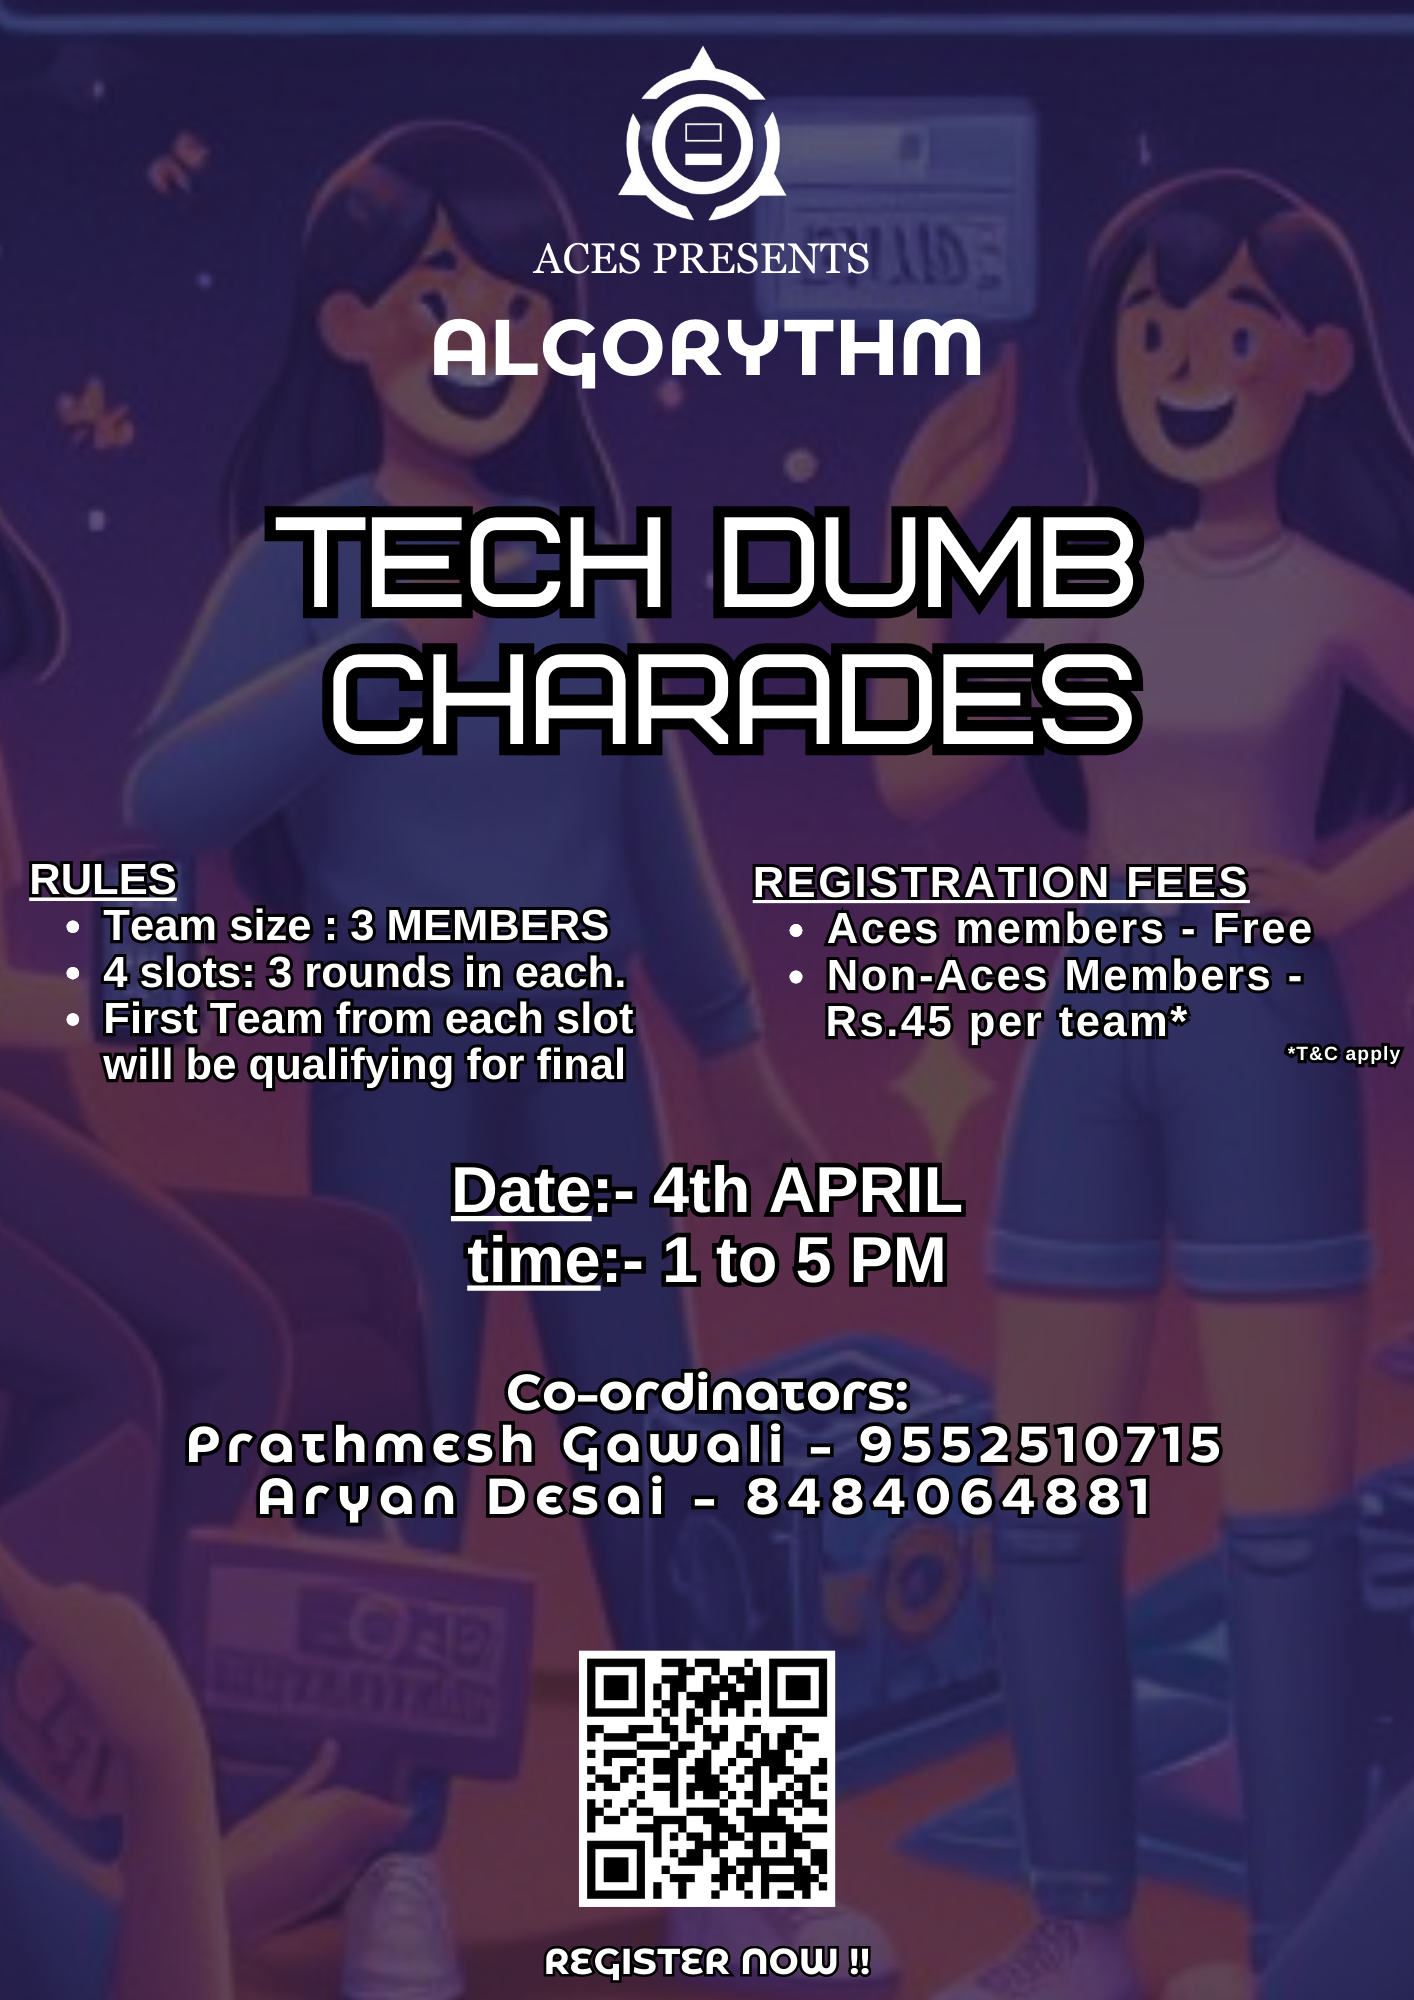 ACES PRESENTS
ALGORYTHM
TECH DUMB
CHARADES
RULES
• Team size : 3 MEMBERS
• 4 slots: 3 rounds in each.
• First Team from each slot
will be qualifying for final
REGISTRATION FEES
• Aces members - Free
• Non-Aces Members -
Rs.45 per team*
*T&C apply
Date:- 4th APRIL
time:- 1 to 5 PM
Co-ordinators:
Prathmesh Gawali - 9552510715
Aryan Desai - 8484064881
REGISTER NOW !!